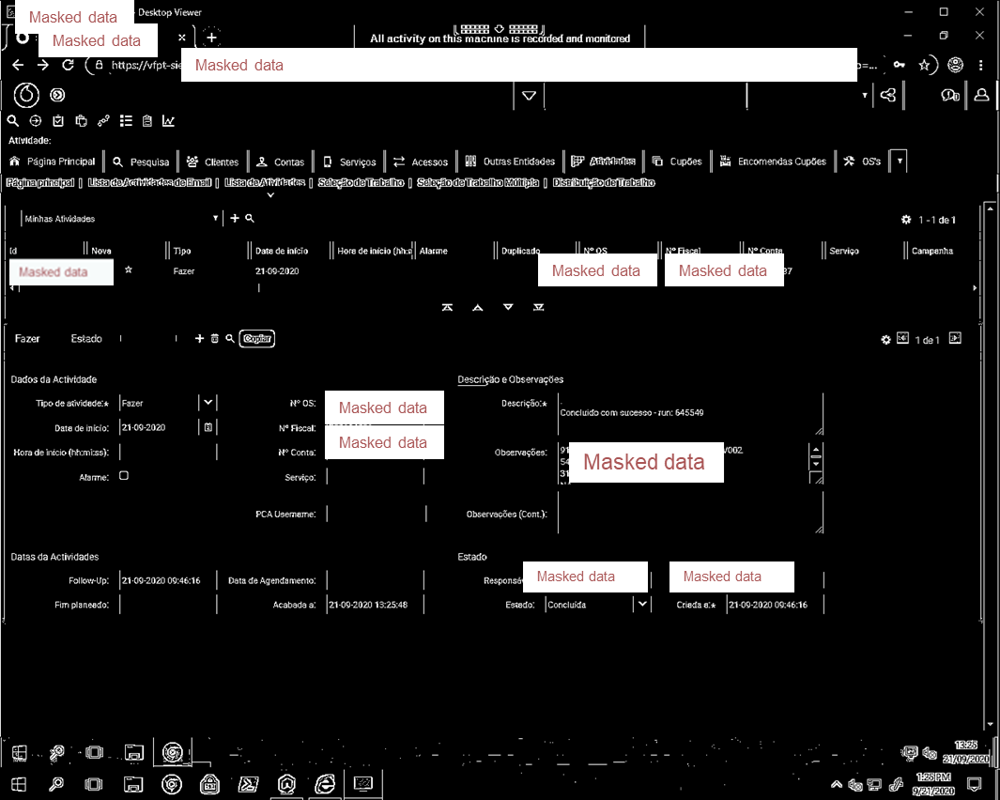 Masked data
- Desktop Viewer
Masked data
All activity on this machine is recorded and monitored
https://vfpt-sie
Masked data
Atividade:
Página Principal
Pesquisa
Clientes
Contas
Serviços
Acessos
Outras Entidades
Atividades
Cupões
Encomendas Cupões
OS's
Página principal | Lista de Actividades de Email | Lista de Atividades | Seleção de Trabalho | Seleção de Trabalho Múltipla | Distribuição de Trabalho
Minhas Atividades
1 - 1 de 1
Id Nova Tipo Data de início Hora de início (hh:m Alarme Duplicado Nº OS Nº Fiscal Nº Conta Serviço Campanha
Masked data Fazer 21-09-2020 Masked data Masked data 37
Fazer Estado Copiar 1 de 1
Dados da Actividade
Descrição e Observações
Tipo de atividade:* Fazer
Nº OS: Masked data
Descrição:*
Concluído com sucesso - run: 645549
Data de início: 21-09-2020
Nº Fiscal: Masked data
Hora de início (hh:mi:ss):
Nº Conta:
Observações: 91 Masked data /002
54
31
Alarme:
Serviço:
PCA Username:
Observações (Cont.):
Datas da Actividades
Estado
Follow-Up: 21-09-2020 09:46:16
Data de Agendamento:
Responsáv Masked data Masked data
Fim planeado:
Acabada a: 21-09-2020 13:25:48
Estado: Concluída
Criada a:* 21-09-2020 09:46:16
13:25
21/09/2020
1:25 PM
9/21/2020